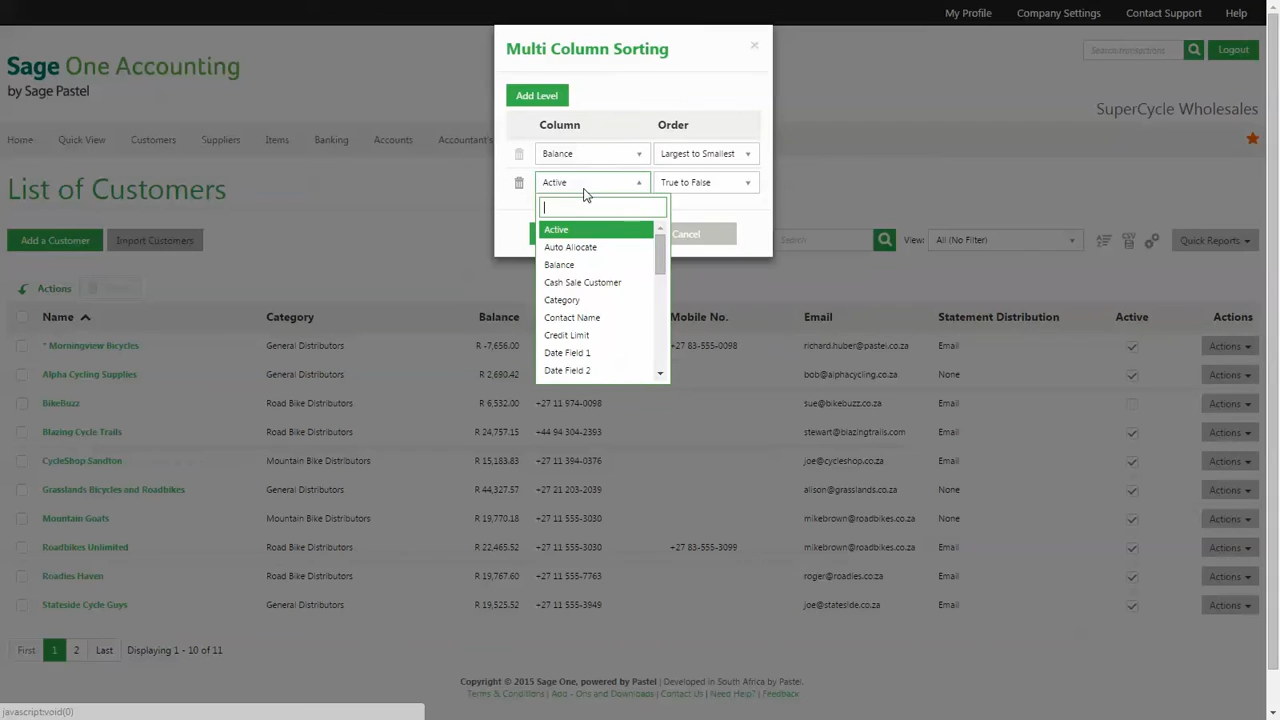 My Profile Company Settings Contact Support Help
Multi Column Sorting ×
Sage One Accounting
by Sage Pastel
Search transactions Logout
Add Level
SuperCycle Wholesales
Column Order
Home Quick View Customers Suppliers Items Banking Accounts Accountant's
Balance Largest to Smallest
Active True to False
List of Customers
Active
Add a Customer Import Customers Cancel Search View: All (No Filter) Quick Reports
Auto Allocate
Balance
Cash Sale Customer
Actions
Category
Contact Name
Credit Limit
Date Field 1
Date Field 2
Name Category Balance Mobile No. Email Statement Distribution Active Actions
* Morningview Bicycles General Distributors R -7,656.00 +27 83-555-0098 richard.huber@pastel.co.za Email Actions
Alpha Cycling Supplies General Distributors R 2,690.42 bob@alphacycling.co.za None Actions
BikeBuzz Road Bike Distributors R 6,532.00 +27 11 974-0098 sue@bikebuzz.co.za Email Actions
Blazing Cycle Trails Road Bike Distributors R 24,757.15 +44 94 304-2393 stewart@blazingtrails.com Email Actions
CycleShop Sandton Mountain Bike Distributors R 15,183.83 +27 11 394-0376 joe@cycleshop.co.za Email Actions
Grasslands Bicycles and Roadbikes General Distributors R 44,327.57 +27 21 203-2039 alison@grasslands.co.za None Actions
Mountain Goats Mountain Bike Distributors R 19,770.18 +27 11 555-3030 mikebrown@roadbikes.co.za None Actions
Roadbikes Unlimited Road Bike Distributors R 22,465.52 +27 11 555-3030 +27 83-555-3099 mikebrown@roadbikes.co.za Email Actions
Roadies Haven Road Bike Distributors R 19,767.60 +27 11 555-7763 roger@roadies.co.za Email Actions
Stateside Cycle Guys General Distributors R 19,525.52 +27 11 555-3949 joe@stateside.co.za Email Actions
First 1 2 Last Displaying 1 - 10 of 11
Copyright © 2015 Sage One, powered by Pastel | Developed in South Africa by Pastel.
Terms & Conditions | Add - Ons and Downloads | Contact Us | Need Help? | Feedback
javascript:void(0)